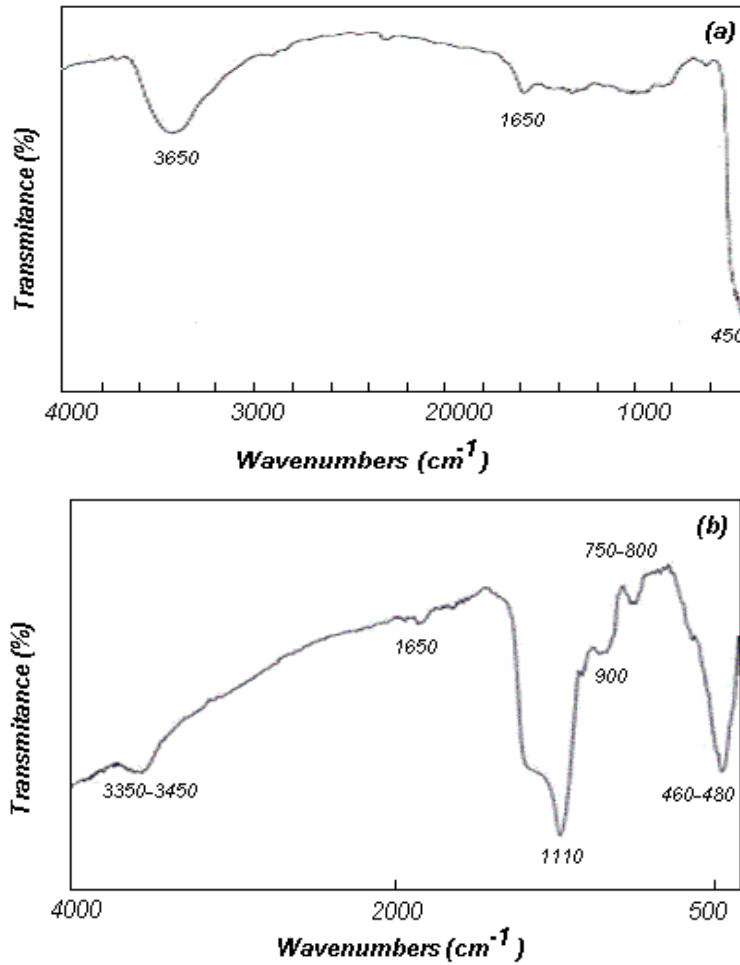 (a)
Transmitance (%)
3650
1650
450
4000 3000 20000 1000
Wavenumbers (cm-1)
(b)
Transmitance (%)
750-800
1650
900
3350-3450
460-480
1110
4000 2000 500
Wavenumbers (cm-1)